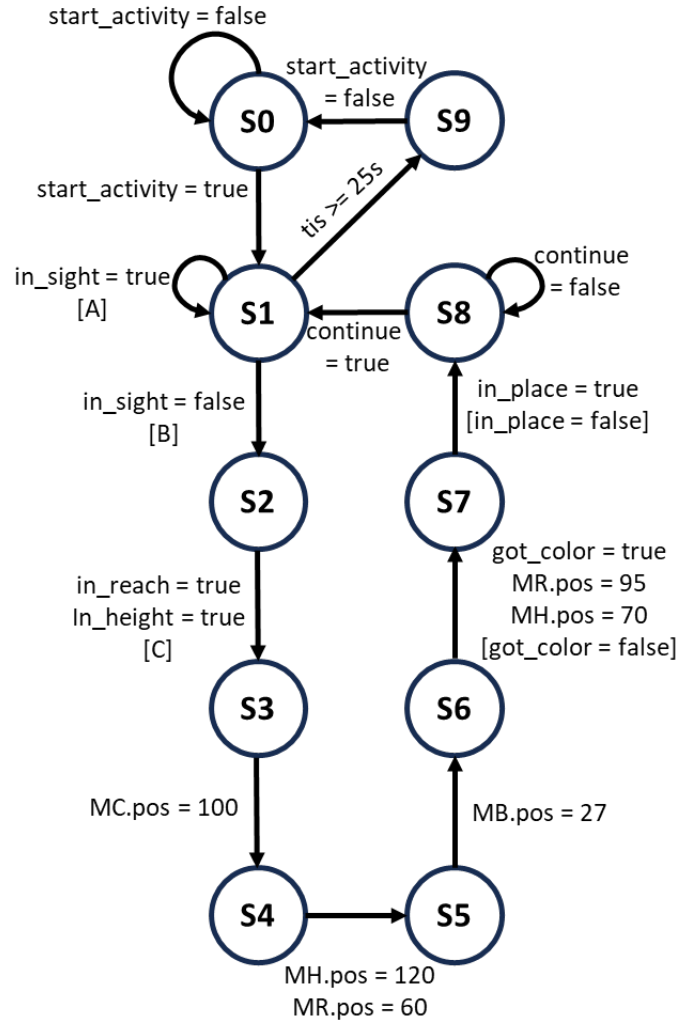 start_activity = false
start_activity
= false
S0
S9
start_activity = true
tis >= 25s
in_sight = true
[A]
S1
S8
continue
= false
continue
= true
in_sight = false
[B]
in_place = true
[in_place = false]
S2
S7
in_reach = true
In_height = true
[C]
got_color = true
MR.pos = 95
MH.pos = 70
[got_color = false]
S3
S6
MC.pos = 100
MB.pos = 27
S4
S5
MH.pos = 120
MR.pos = 60